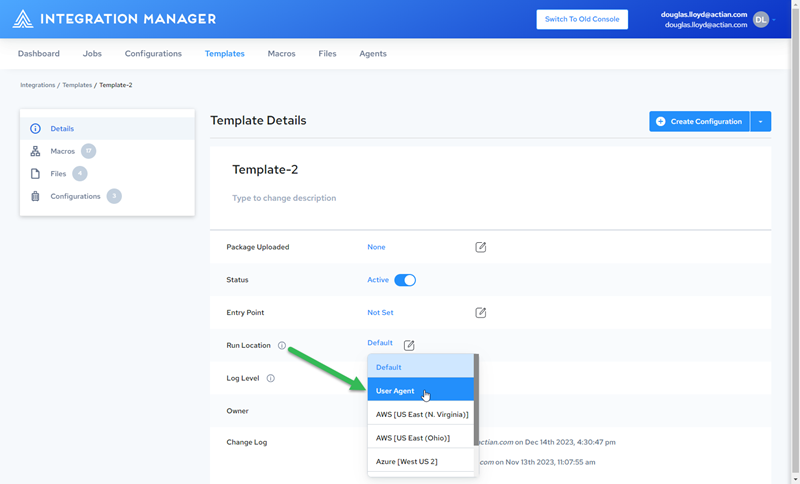 INTEGRATION MANAGER
Switch To Old Console
douglas.lloyd@actian.com
douglas.lloyd@actian.com
DL
Dashboard Jobs Configurations Templates Macros Files Agents
Integrations / Templates / Template-2
Details
Macros 17
Files 4
Configurations 3
Template Details
Create Configuration
Template-2
Type to change description
Package Uploaded None
Status Active
Entry Point Not Set
Run Location Default
Log Level
Owner
Change Log
Default
User Agent
AWS [US East (N. Virginia)]
AWS [US East (Ohio)]
Azure [West US 2]
actian.com on Dec 14th 2023, 4:30:47 pm
.com on Nov 13th 2023, 11:07:55 am